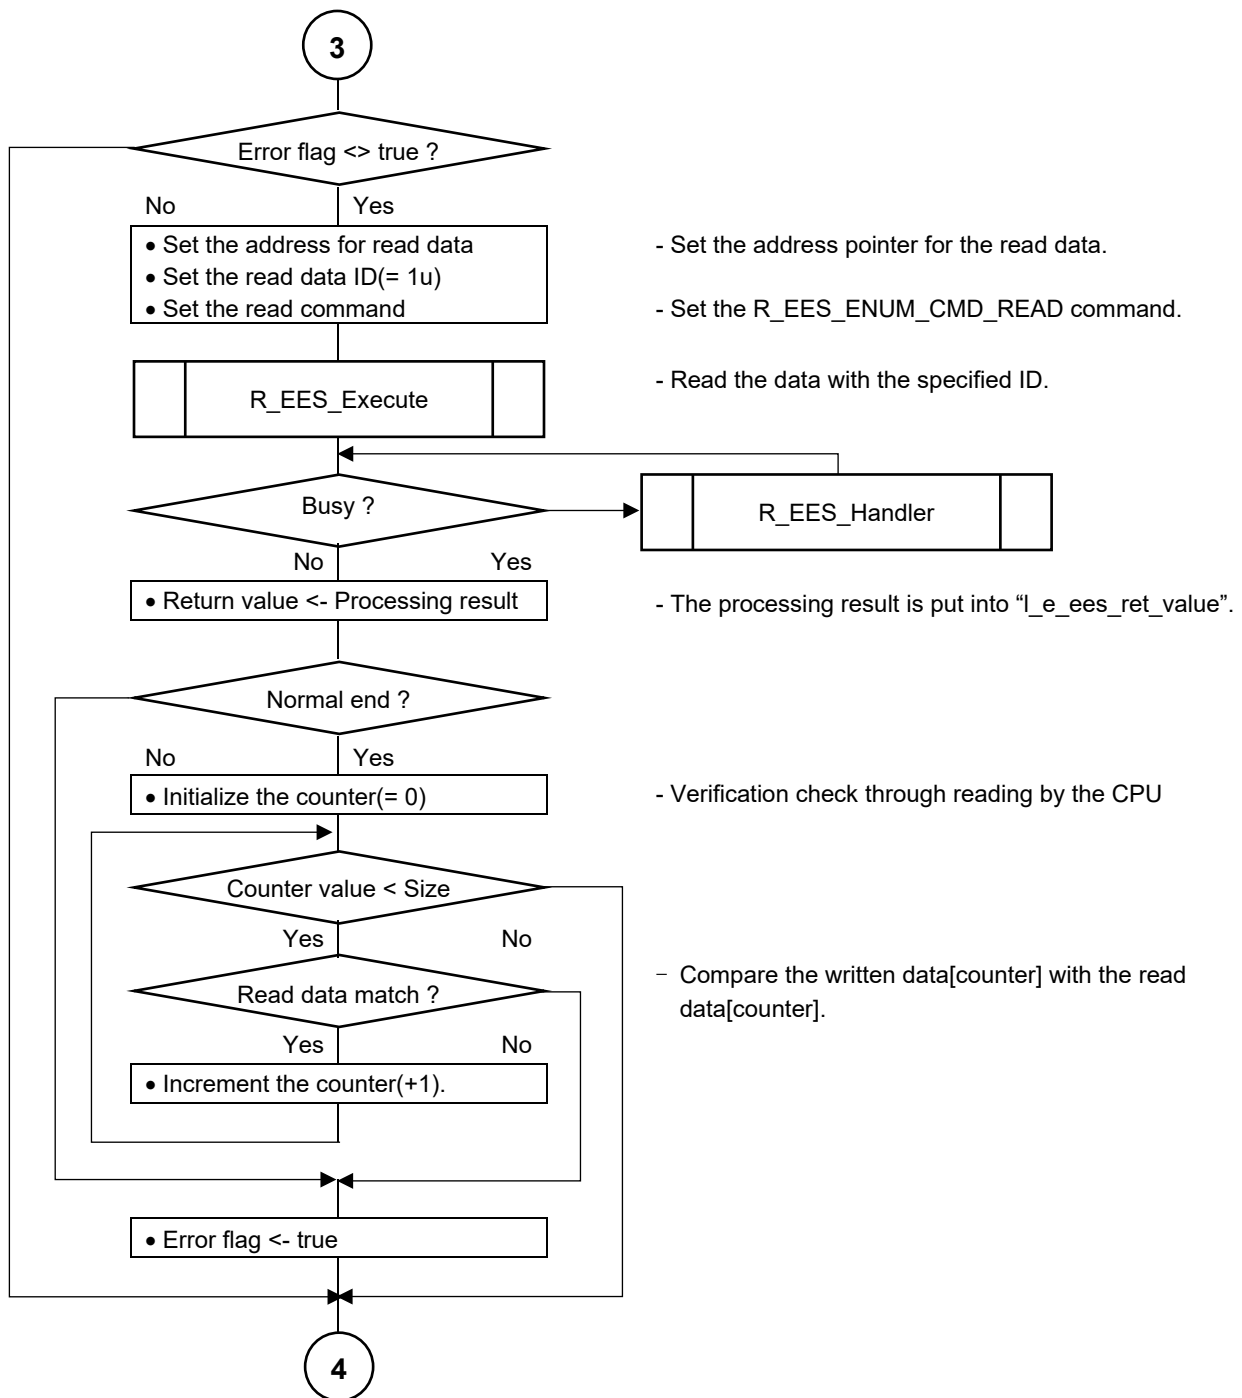 3
Error flag <> true ?
No Yes
• Set the address for read data
• Set the read data ID(= 1u)
• Set the read command
- Set the address pointer for the read data.
- Set the R_EES_ENUM_CMD_READ command.
R_EES_Execute
- Read the data with the specified ID.
Busy ?
R_EES_Handler
No Yes
• Return value <- Processing result
- The processing result is put into “l_e_ees_ret_value”.
Normal end ?
No Yes
• Initialize the counter(= 0)
- Verification check through reading by the CPU
Counter value < Size
Yes No
Read data match ?
− Compare the written data[counter] with the read
data[counter].
Yes No
• Increment the counter(+1).
• Error flag <- true
4